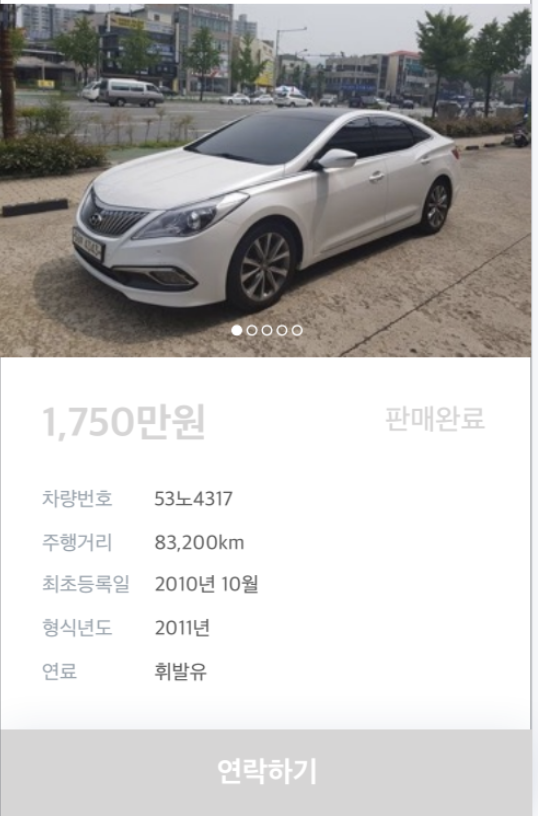 1,750만원 판매완료
차량번호 53노4317
주행거리 83,200km
최초등록일 2010년 10월
형식년도 2011년
연료 휘발유
연락하기